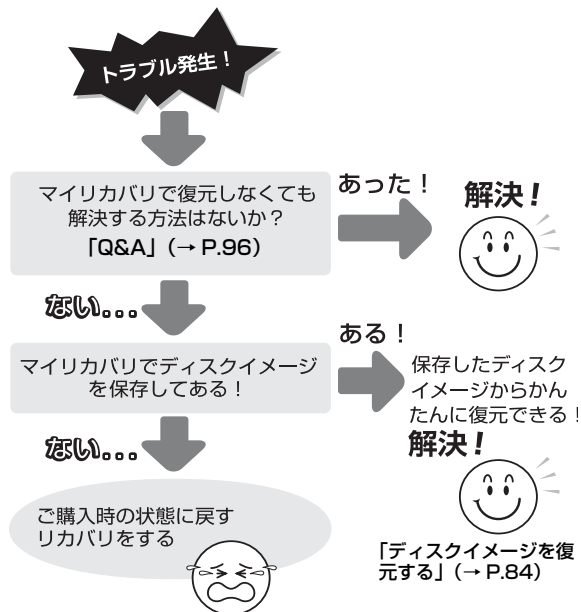 トラブル発生！
マイリカバリで復元しなくても
解決する方法はないか？
「Q&A」（→ P.96）
あった！
解決！
ない...
マイリカバリでディスクイメージ
を保存してある！
ある！
保存したディスク
イメージからかん
たんに復元できる！
解決！
「ディスクイメージを復
元する」（→ P.84）
ない...
ご購入時の状態に戻す
リカバリをする